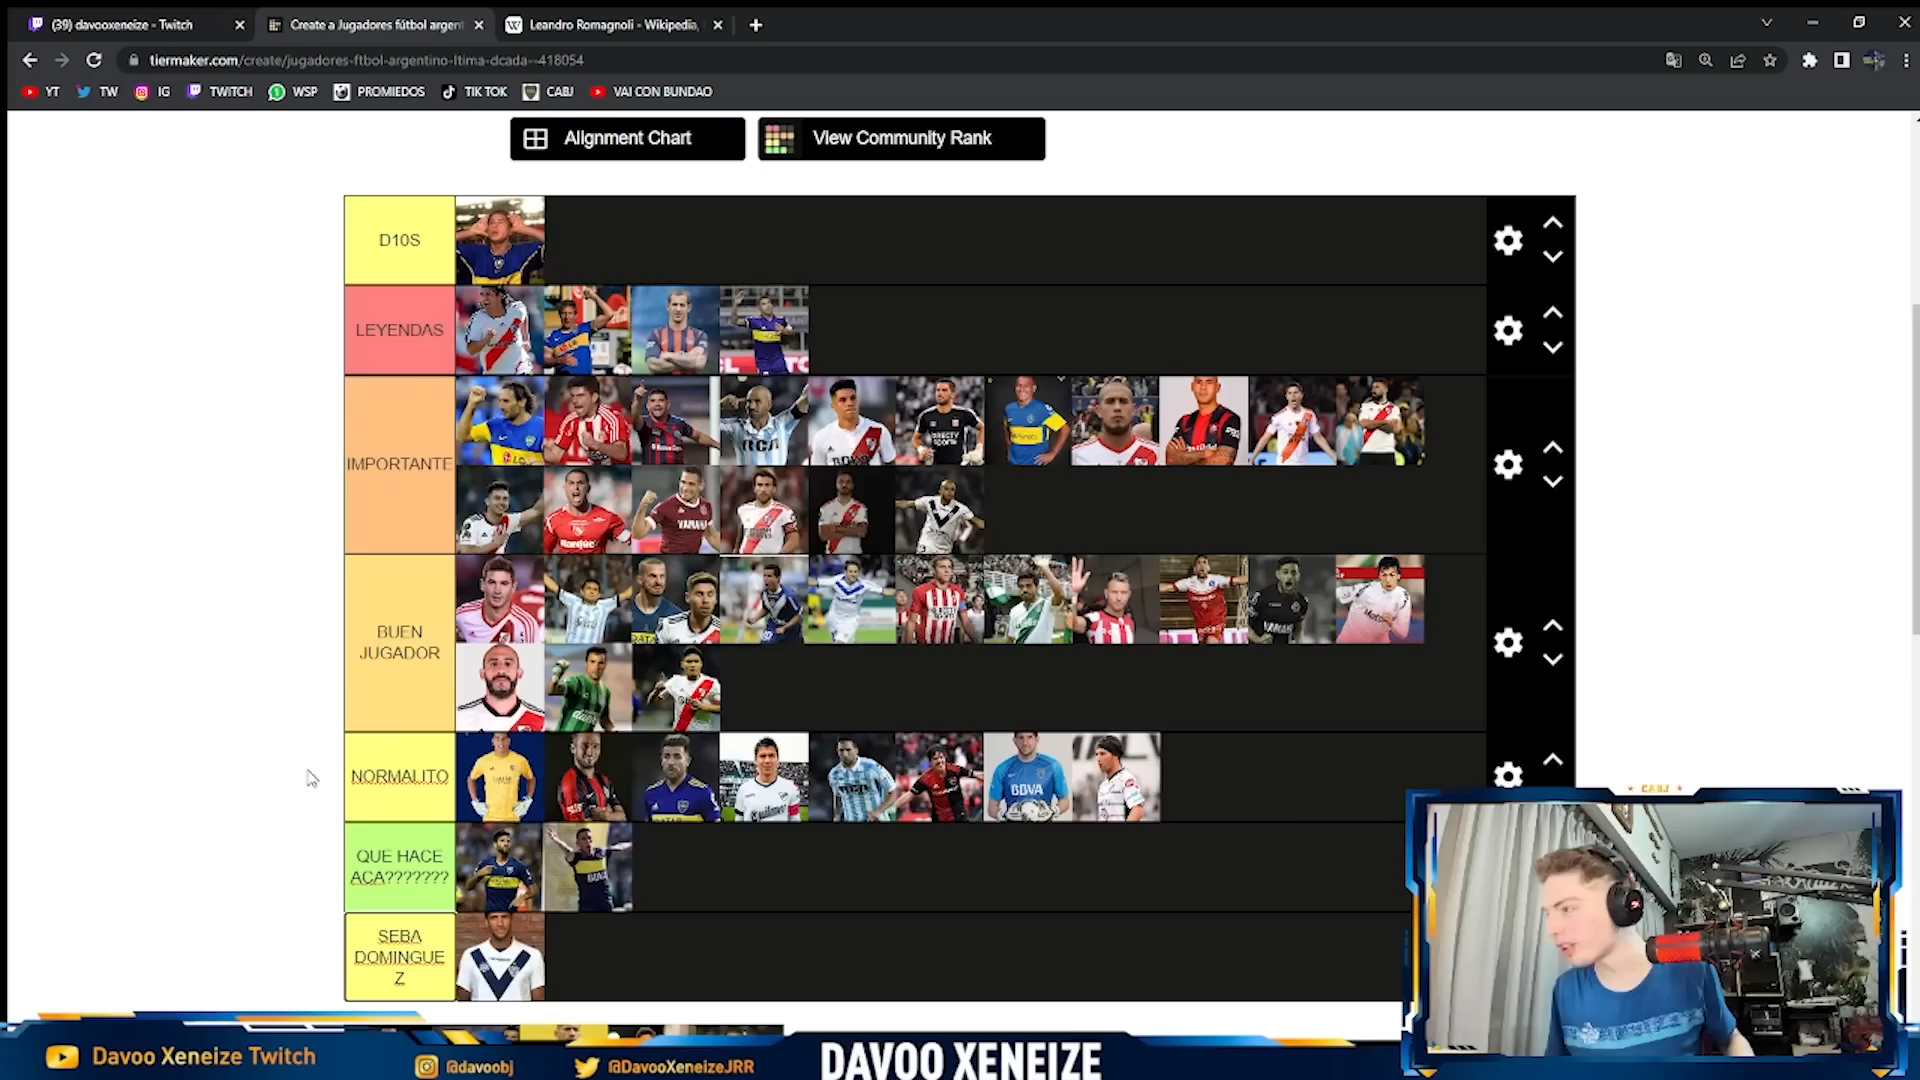 (39) davooxeneize - Twitch
Create a Jugadores fútbol argen
Leandro Romagnoli - Wikipedia,
tiermaker.com/create/jugadores-ftbol-argentino-ltima-dcada--418054
YT TW IG TWITCH WSP PROMIEDOS TIK TOK CABJ VAI CON BUNDAO
Alignment Chart
View Community Rank
D10S
LEYENDAS
IMPORTANTE
BUEN
JUGADOR
NORMALITO
QUE HACE
ACA???????
SEBA
DOMINGUE
Z
CABJ
Davoo Xeneize Twitch
@davoobj
@DavooXeneizeJRR
DAVOO XENEIZE